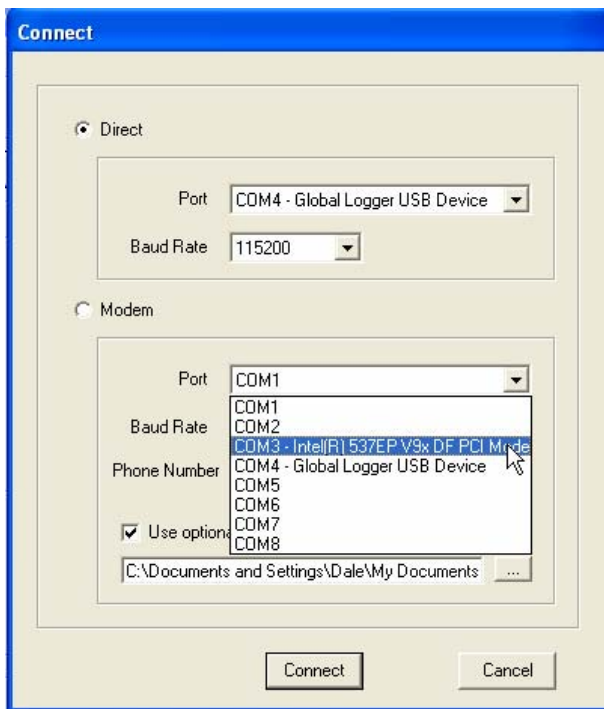 Connect
Direct
Port COM4 - Global Logger USB Device
Baud Rate 115200
Modem
Port COM1
COM1
Baud Rate COM2
COM3 - Intel(R) 537EP V9x DF PCI Mode
Phone Number COM4 - Global Logger USB Device
COM5
COM6
Use optiona COM7
COM8
C:\Documents and Settings\Dale\My Documents ...
Connect Cancel